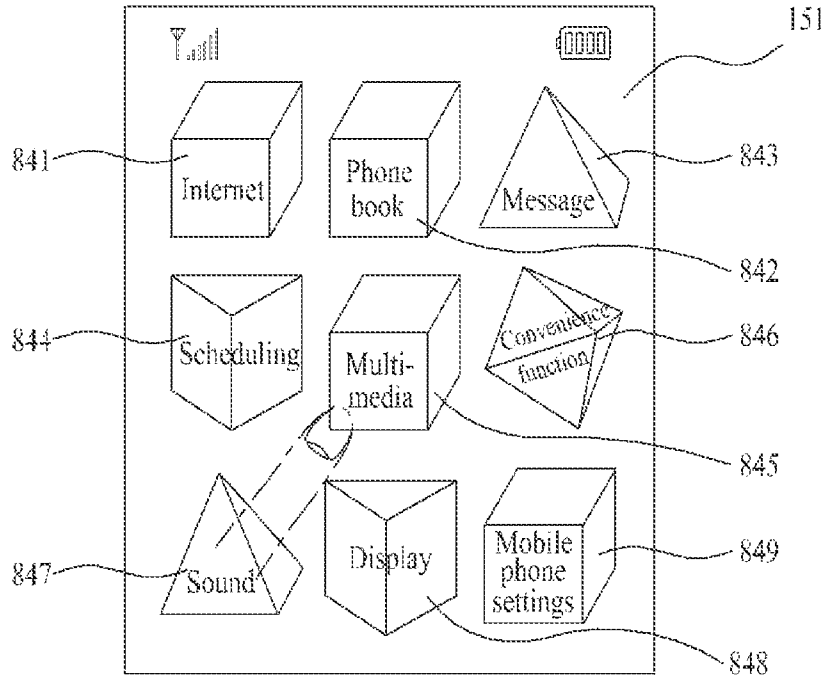 151
841
Internet
Phone
book
Message
843
842
844
Scheduling
Multi-
media
Convenience
function
846
845
847
Sound
Display
Mobile
phone
settings
849
848